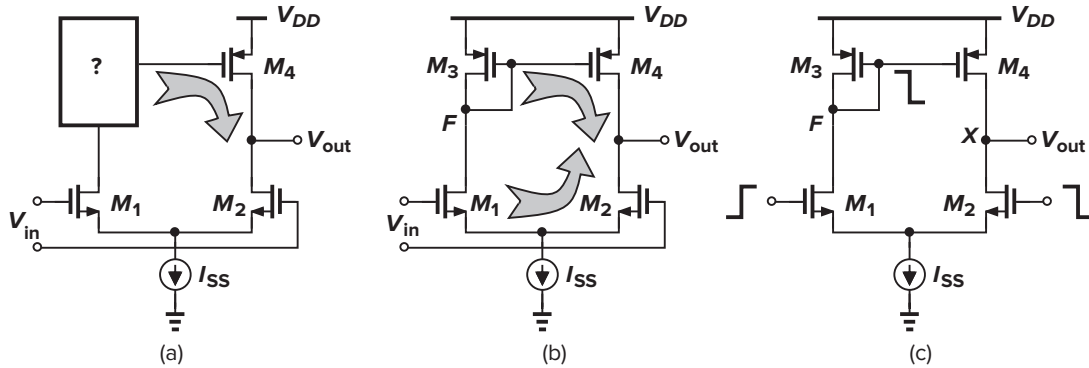 V_DD
?
M_4
V_out
M_1
M_2
V_in
I_SS
(a)
V_DD
M_3
M_4
F
V_out
M_1
M_2
V_in
I_SS
(b)
V_DD
M_3
M_4
F
X
V_out
M_1
M_2
I_SS
(c)